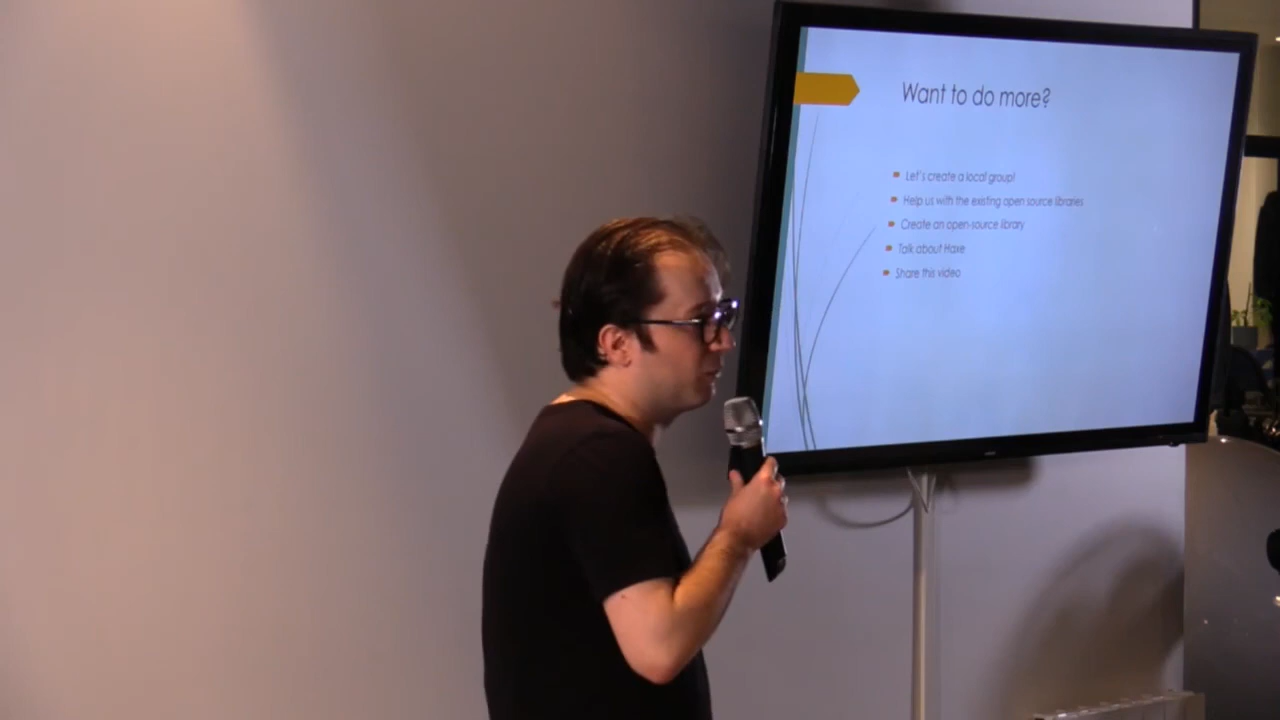 Want to do more?
Let's create a local group!
Help us with the existing open source libraries
Create an open-source library
Talk about Haxe
Share this video